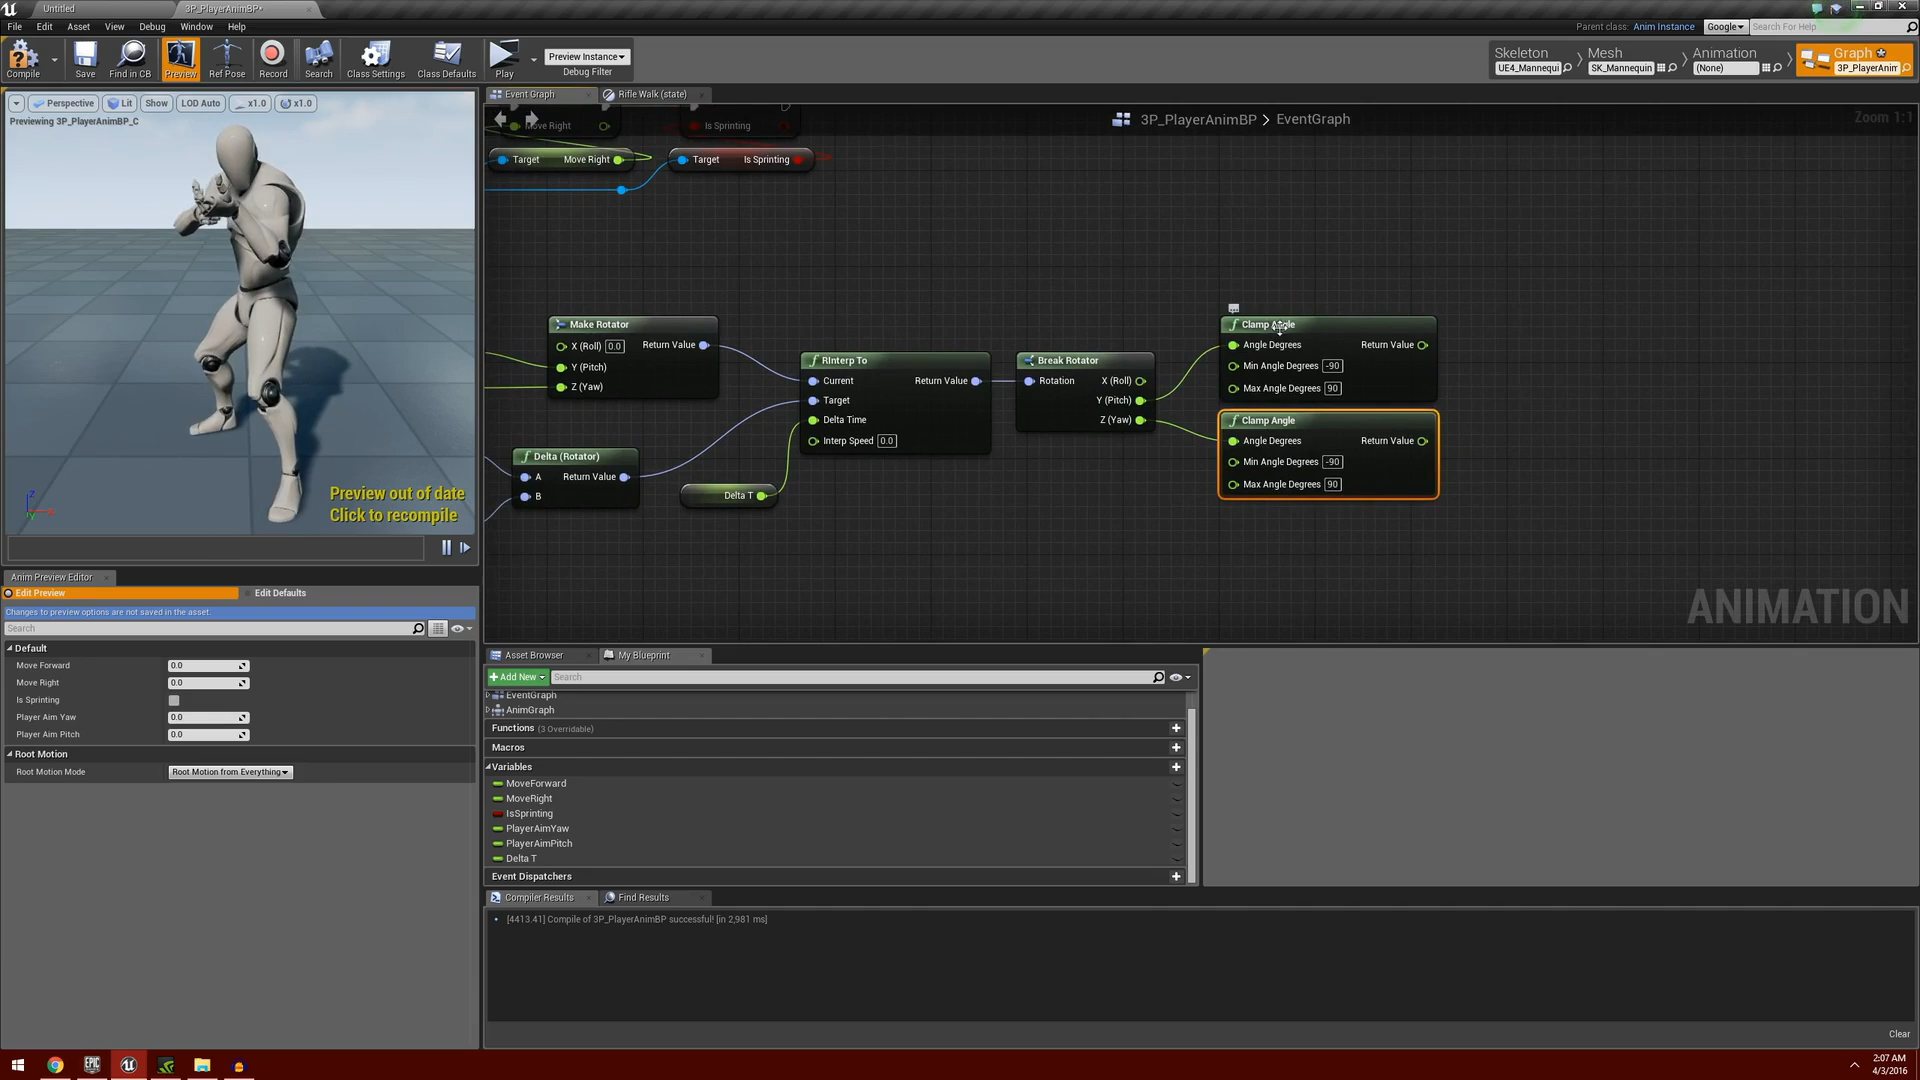 Untitled
3P_PlayerAnimBP*
File Edit Asset View Debug Window Help
Parent class: Anim Instance Google Search For Help
Compile Save Find in CB Preview Ref Pose Record Search Class Settings Class Defaults Play
Preview Instance
Debug Filter
Skeleton Mesh Animation Graph
UE4_Mannequi SK_Mannequin (None) 3P_PlayerAnim
Perspective Lit Show LOD Auto x1.0 x1.0
Previewing 3P_PlayerAnimBP_C
Preview out of date
Click to recompile
Event Graph Rifle Walk (state)
3P_PlayerAnimBP > EventGraph
Zoom 1:1
Move Right Is Sprinting
Target Move Right Target Is Sprinting
Make Rotator
X (Roll) 0.0 Return Value
Y (Pitch)
Z (Yaw)
Delta (Rotator)
A Return Value
B
Delta T
RInterp To
Current Return Value
Target
Delta Time
Interp Speed 0.0
Break Rotator
Rotation X (Roll)
Y (Pitch)
Z (Yaw)
Clamp Angle
Angle Degrees Return Value
Min Angle Degrees -90
Max Angle Degrees 90
Clamp Angle
Angle Degrees Return Value
Min Angle Degrees -90
Max Angle Degrees 90
ANIMATION
Anim Preview Editor
Edit Preview Edit Defaults
Changes to preview options are not saved in the asset.
Search
Default
Move Forward 0.0
Move Right 0.0
Is Sprinting
Player Aim Yaw 0.0
Player Aim Pitch 0.0
Root Motion
Root Motion Mode Root Motion from Everything
Asset Browser My Blueprint
Add New Search
EventGraph
AnimGraph
Functions (3 Overridable)
Macros
Variables
MoveForward
MoveRight
IsSprinting
PlayerAimYaw
PlayerAimPitch
Delta T
Event Dispatchers
Compiler Results Find Results
[4413.41] Compile of 3P_PlayerAnimBP successful! [in 2,981 ms]
Clear
EPIC
2:07 AM
4/3/2016